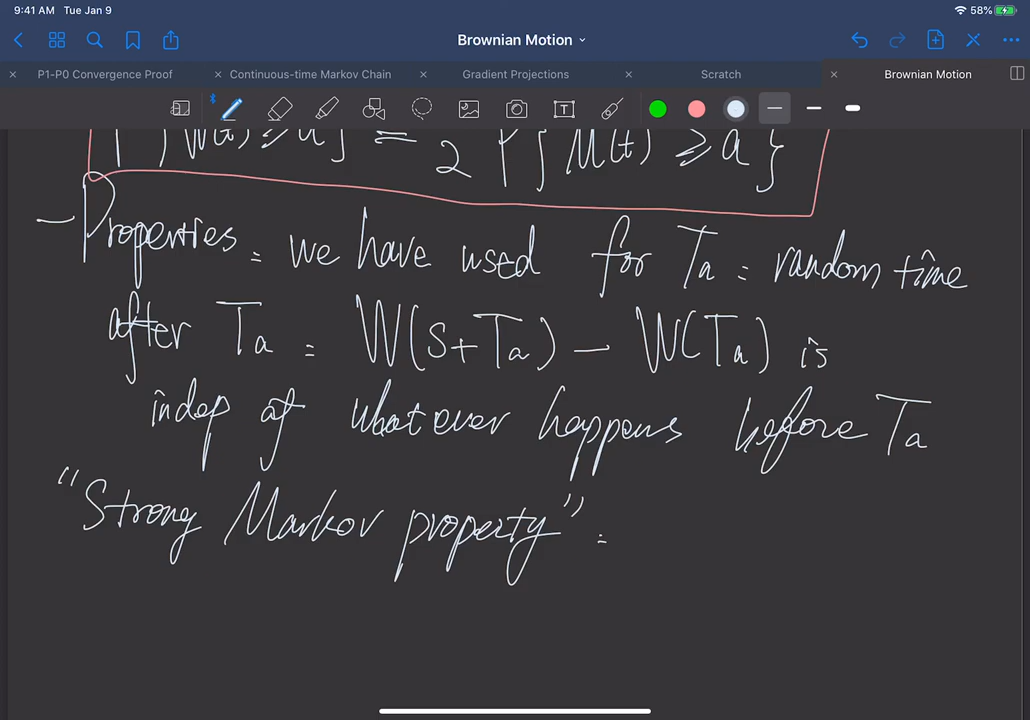 9:41 AM Tue Jan 9
58%
Brownian Motion
P1-P0 Convergence Proof
Continuous-time Markov Chain
Gradient Projections
Scratch
Brownian Motion
P{W(t) ≥ a} = 1/2 P{M(t) ≥ a}
- Properties: we have used for Ta: random time
after Ta: W(S+Ta) - W(Ta) is
indep of whatever happens before Ta
"Strong Markov property":